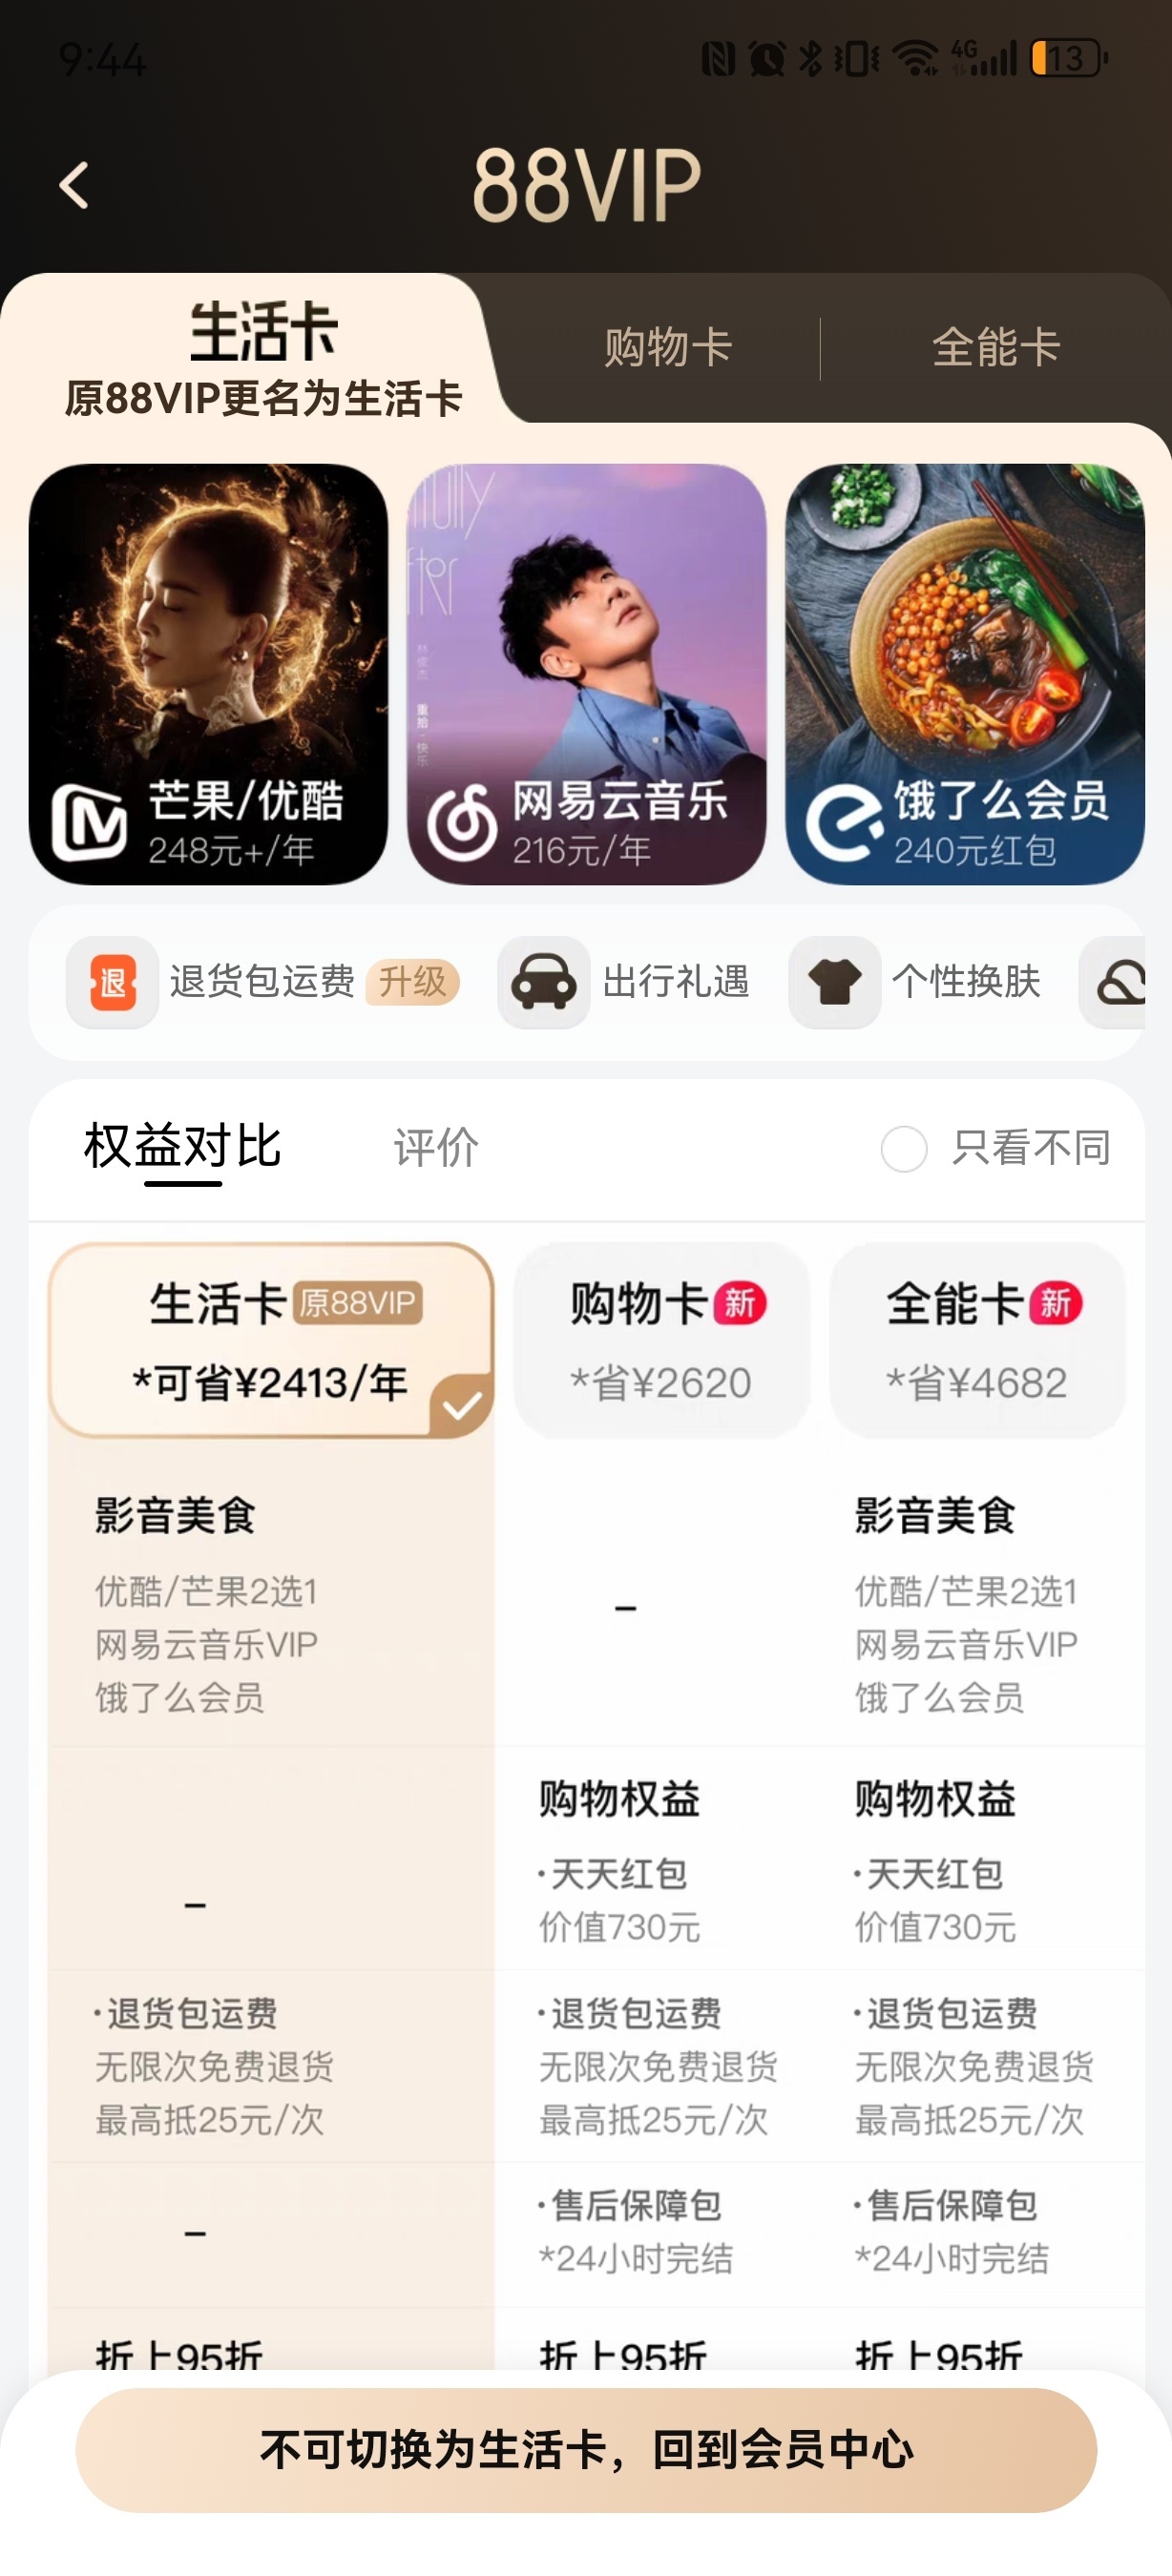 9:44
4G
13
88VIP
生活卡
原88VIP更名为生活卡
购物卡
全能卡
林俊杰
重拾·快乐
芒果/优酷
248元+/年
网易云音乐
216元/年
饿了么会员
240元红包
退
退货包运费 升级
出行礼遇
个性换肤
权益对比
评价
只看不同
生活卡 原88VIP
*可省¥2413/年
购物卡 新
*省¥2620
全能卡 新
*省¥4682
影音美食
优酷/芒果2选1
网易云音乐VIP
饿了么会员
–
影音美食
优酷/芒果2选1
网易云音乐VIP
饿了么会员
–
购物权益
·天天红包
价值730元
购物权益
·天天红包
价值730元
·退货包运费
无限次免费退货
最高抵25元/次
·退货包运费
无限次免费退货
最高抵25元/次
·退货包运费
无限次免费退货
最高抵25元/次
–
·售后保障包
*24小时完结
·售后保障包
*24小时完结
折上95折
折上95折
折上95折
不可切换为生活卡，回到会员中心